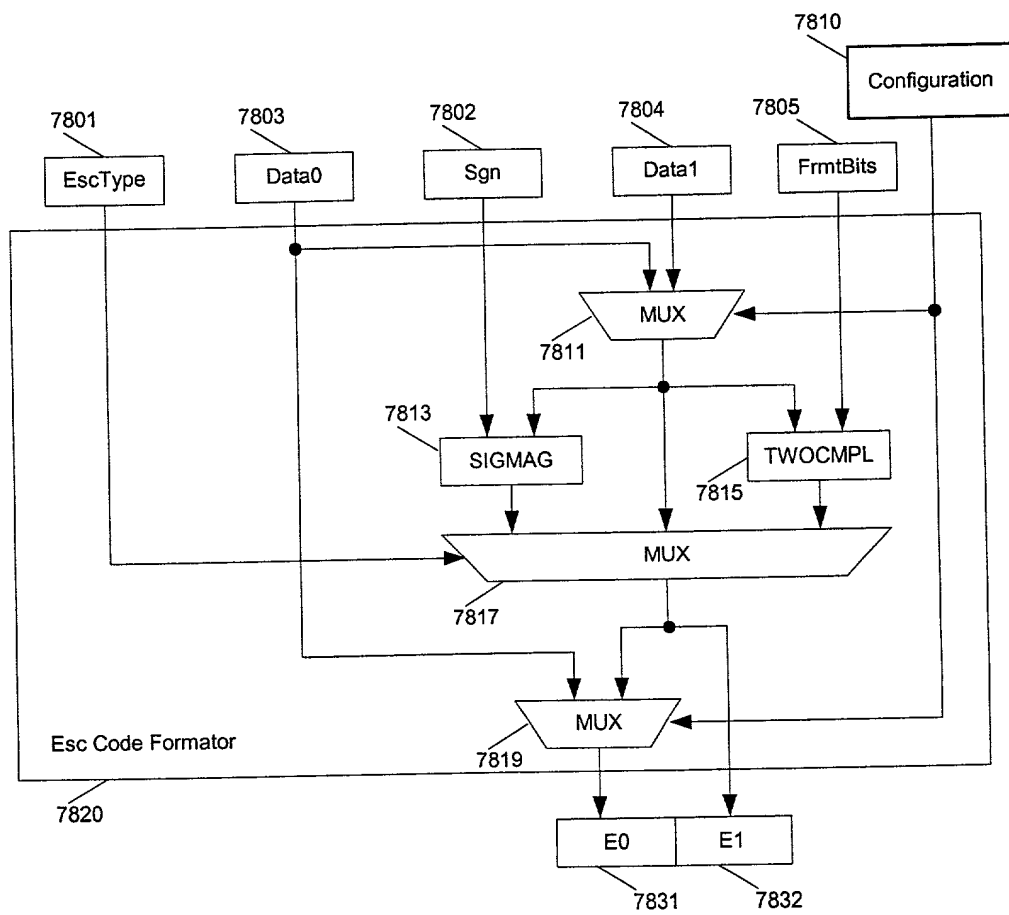 7810
Configuration
7801
7803
7802
7804
7805
EscType
Data0
Sgn
Data1
FrmtBits
MUX
7811
7813
SIGMAG
TWOCMPL
7815
MUX
7817
MUX
Esc Code Formator
7819
7820
E0
E1
7831
7832